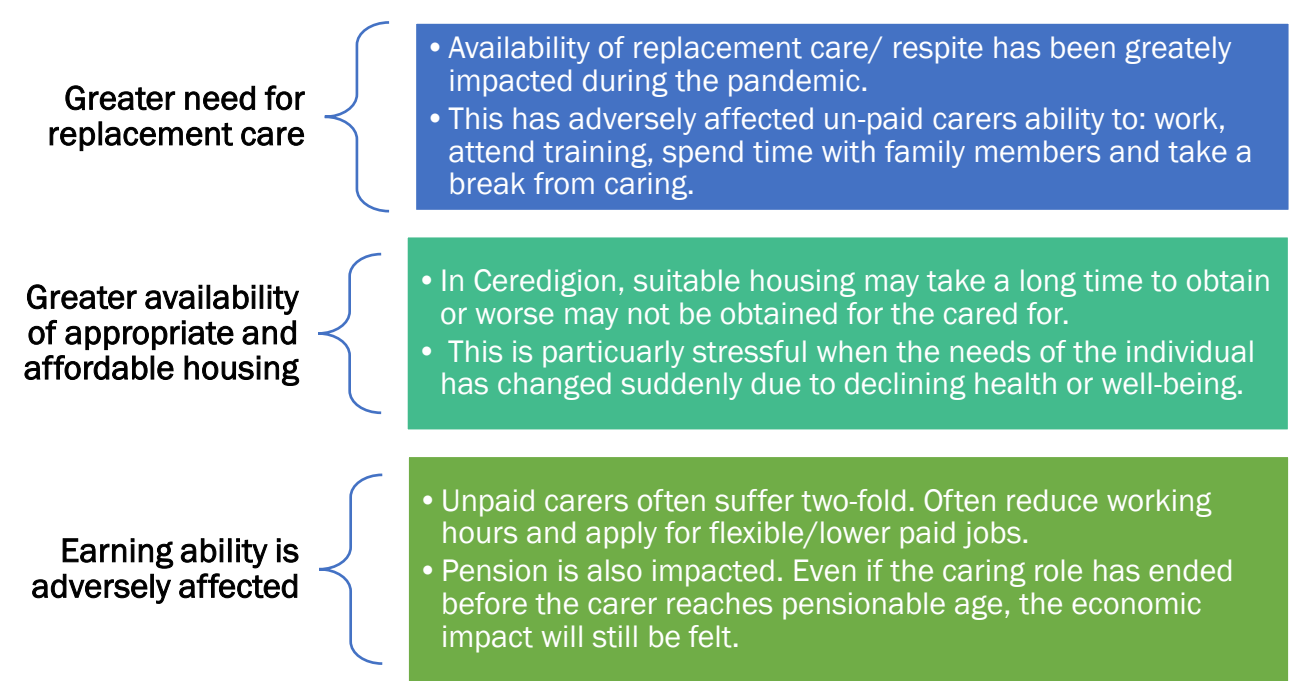 Greater need for
replacement care
• Availability of replacement care/ respite has been greately
impacted during the pandemic.
• This has adversely affected un-paid carers ability to: work,
attend training, spend time with family members and take a
break from caring.
Greater availability
of appropriate and
affordable housing
• In Ceredigion, suitable housing may take a long time to obtain
or worse may not be obtained for the cared for.
• This is particuarly stressful when the needs of the individual
has changed suddenly due to declining health or well-being.
Earning ability is
adversely affected
• Unpaid carers often suffer two-fold. Often reduce working
hours and apply for flexible/lower paid jobs.
• Pension is also impacted. Even if the caring role has ended
before the carer reaches pensionable age, the economic
impact will still be felt.